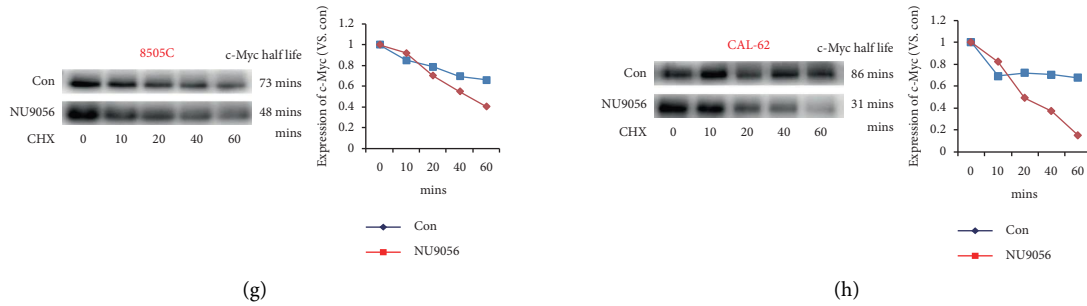 8505C
c-Myc half life
Con
73 mins
NU9056
48 mins
mins
CHX
0 10 20 40 60
Expression of c-Myc (VS. con)
1.2
1
0.8
0.6
0.4
0.2
0
0 10 20 40 60
mins
Con
NU9056
(g)
CAL-62
c-Myc half life
Con
86 mins
NU9056
31 mins
mins
CHX
0 10 20 40 60
Expression of c-Myc (VS. con)
1.2
1
0.8
0.6
0.4
0.2
0
0 10 20 40 60
mins
Con
NU9056
(h)